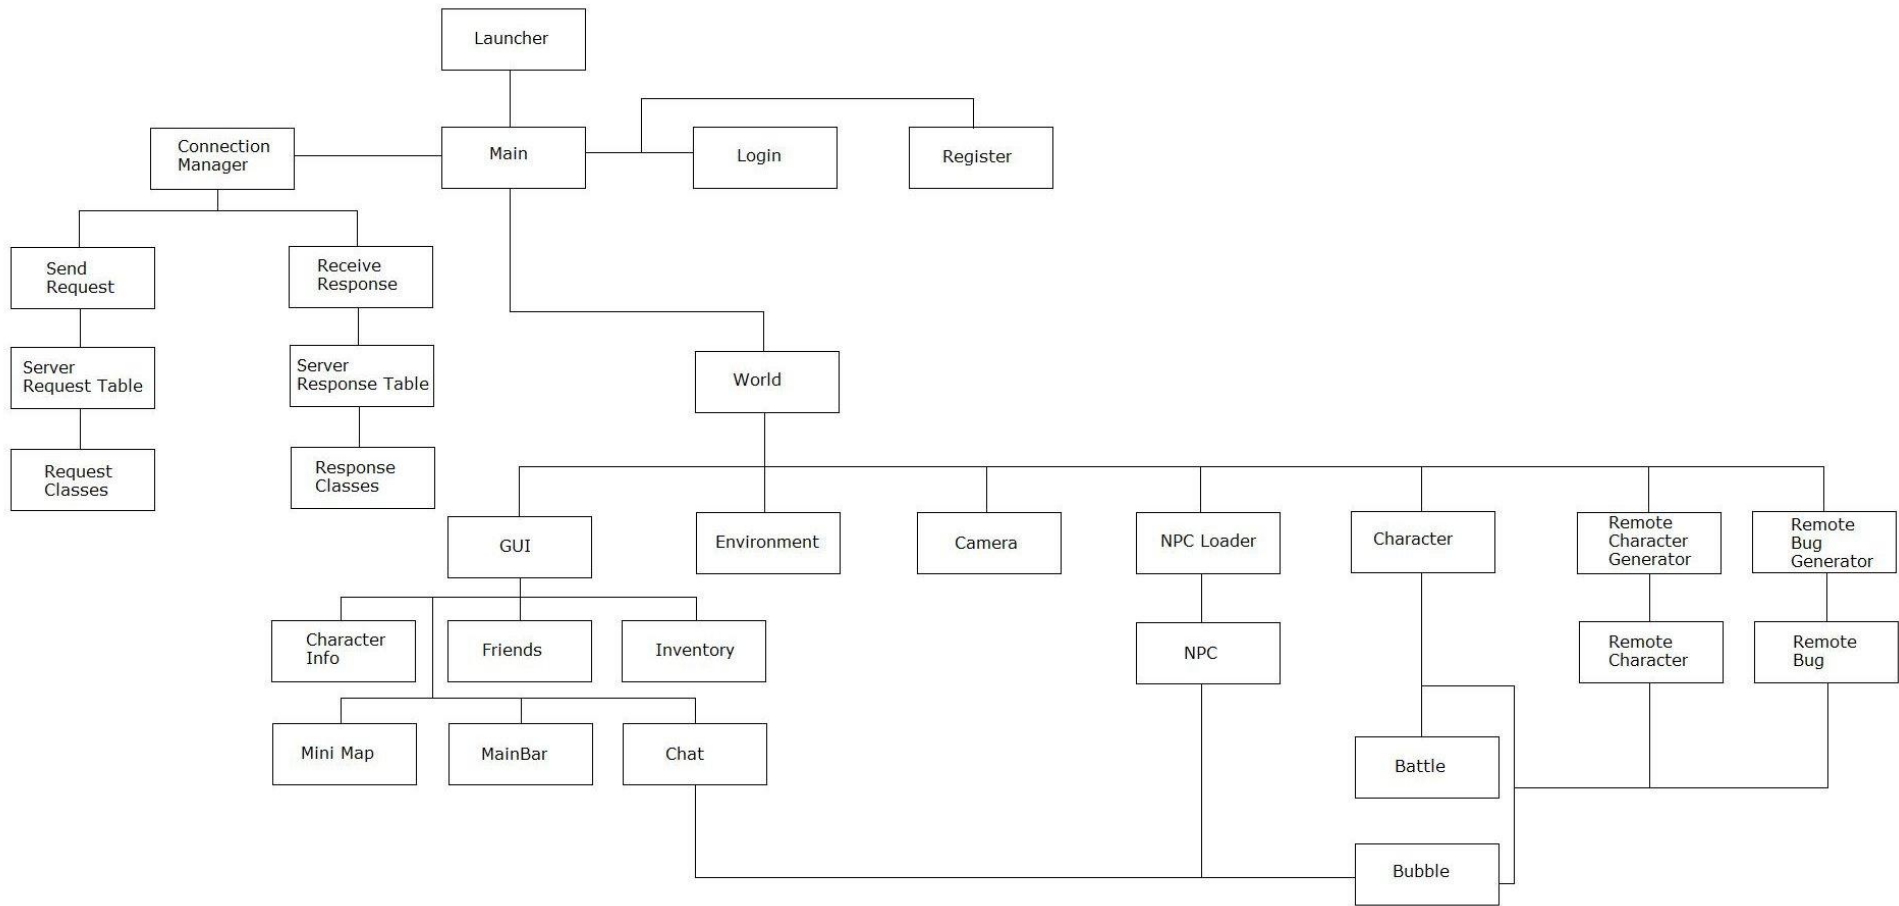 Launcher
Connection
Manager
Main
Login
Register
Send
Request
Receive
Response
Server
Request Table
Server
Response Table
World
Request
Classes
Response
Classes
GUI
Environment
Camera
NPC Loader
Character
Remote
Character
Generator
Remote
Bug
Generator
Character
Info
Friends
Inventory
NPC
Remote
Character
Remote
Bug
Mini Map
MainBar
Chat
Battle
Bubble